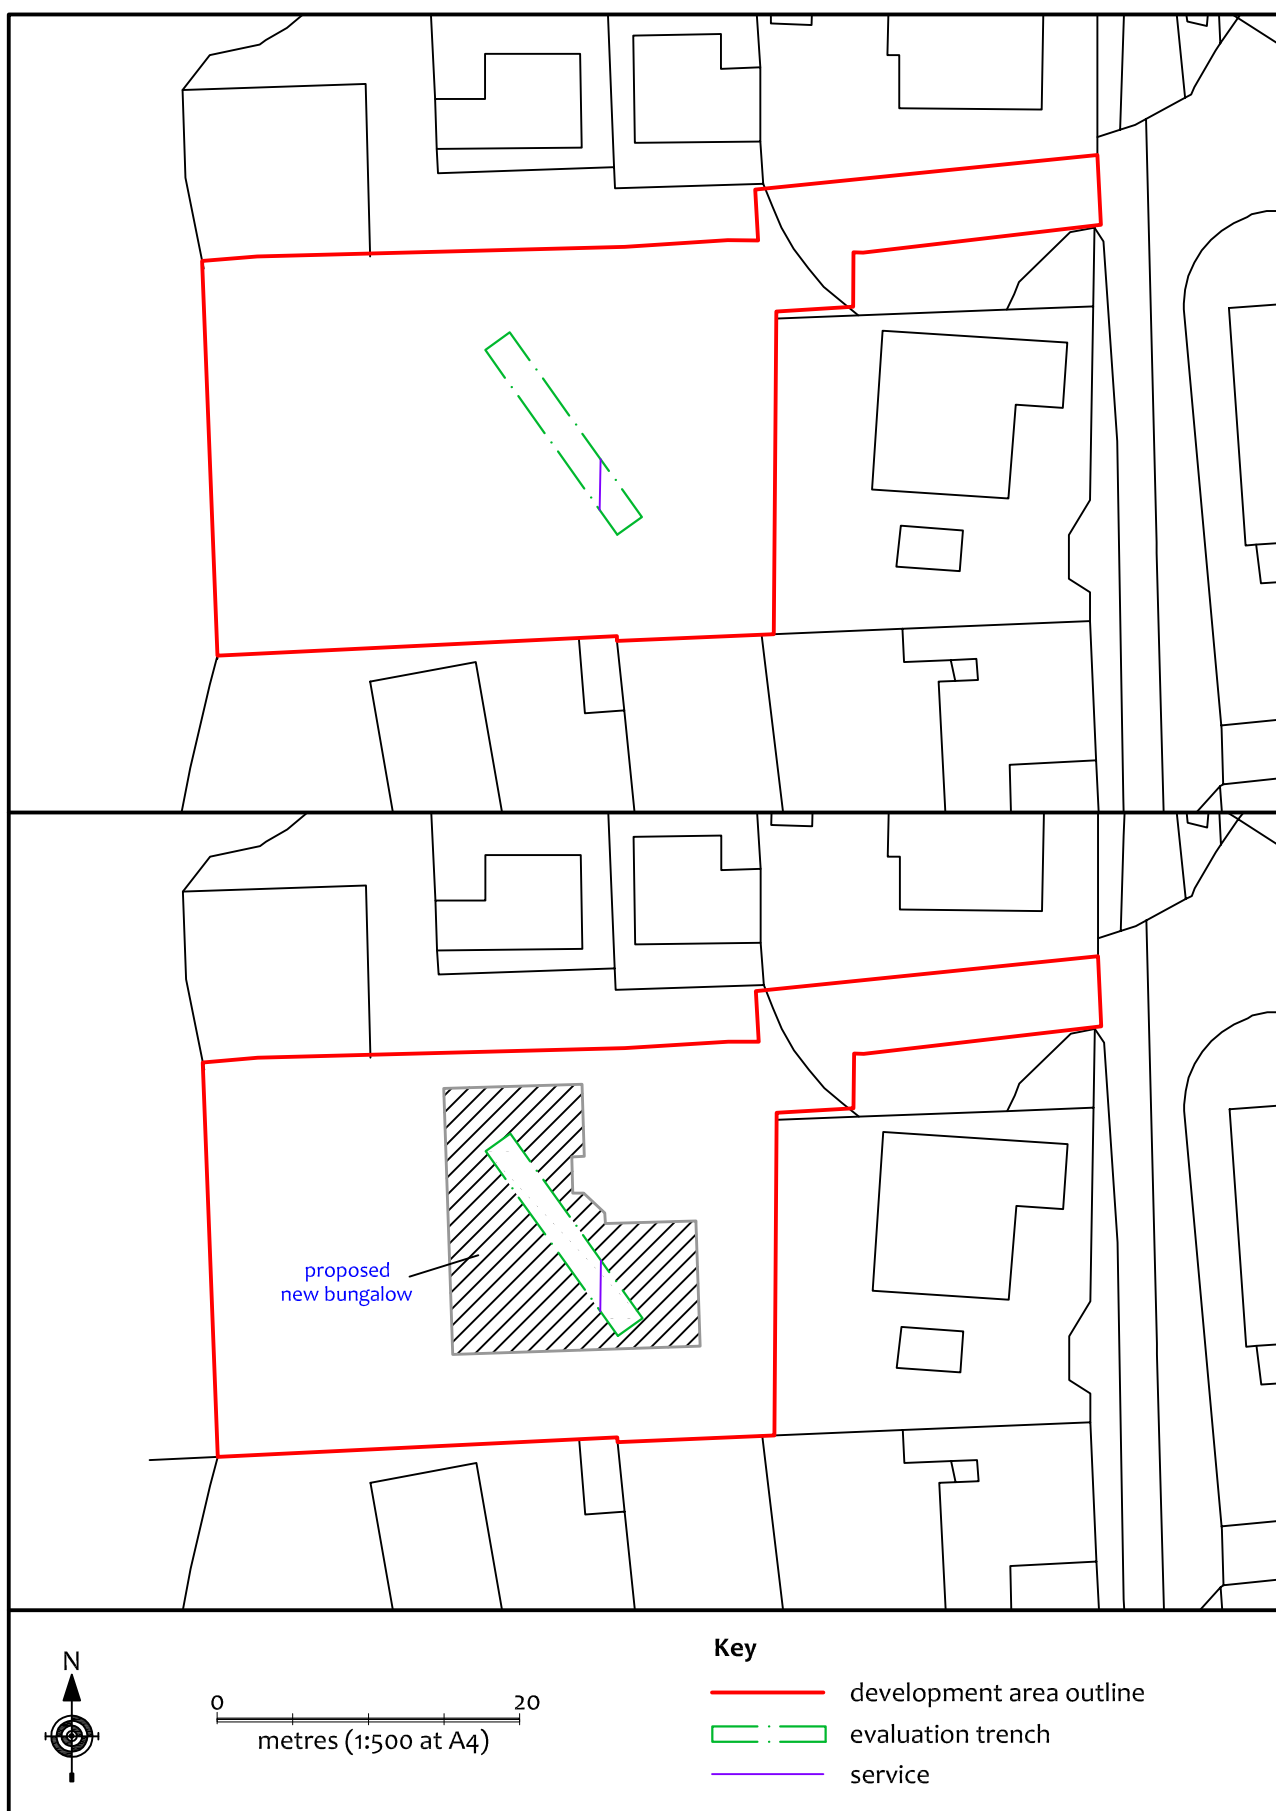 proposed
new bungalow
N
0 20
metres (1:500 at A4)
Key
development area outline
evaluation trench
service